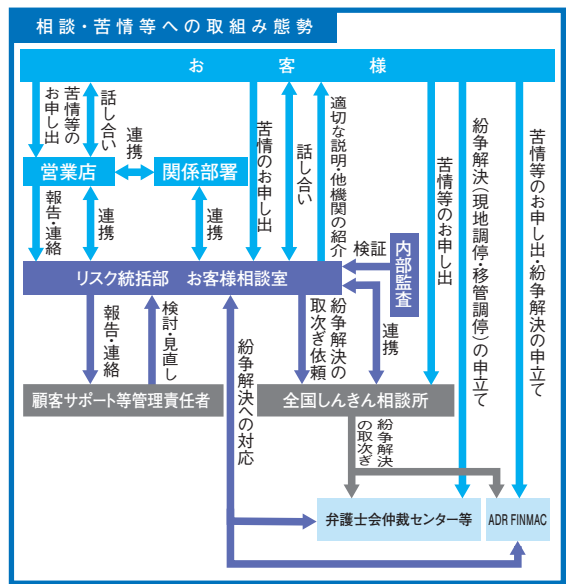 相談・苦情等への取組み態勢
お客様
苦情等の
お申し出
話し合い
連携
営業店
関係部署
苦情のお申し出
話し合い
適切な説明・他機関の紹介
苦情等のお申し出
紛争解決(現地調停・移管調停)の申立て
苦情等のお申し出・紛争解決の申立て
報告・連絡
連携
連携
検証
内部監査
リスク統括部 お客様相談室
報告・連絡
検討・見直し
紛争解決への対応
紛争解決の
取次ぎ依頼
連携
顧客サポート等管理責任者
全国しんきん相談所
紛争解決
の取次ぎ
弁護士会仲裁センター等
ADR FINMAC